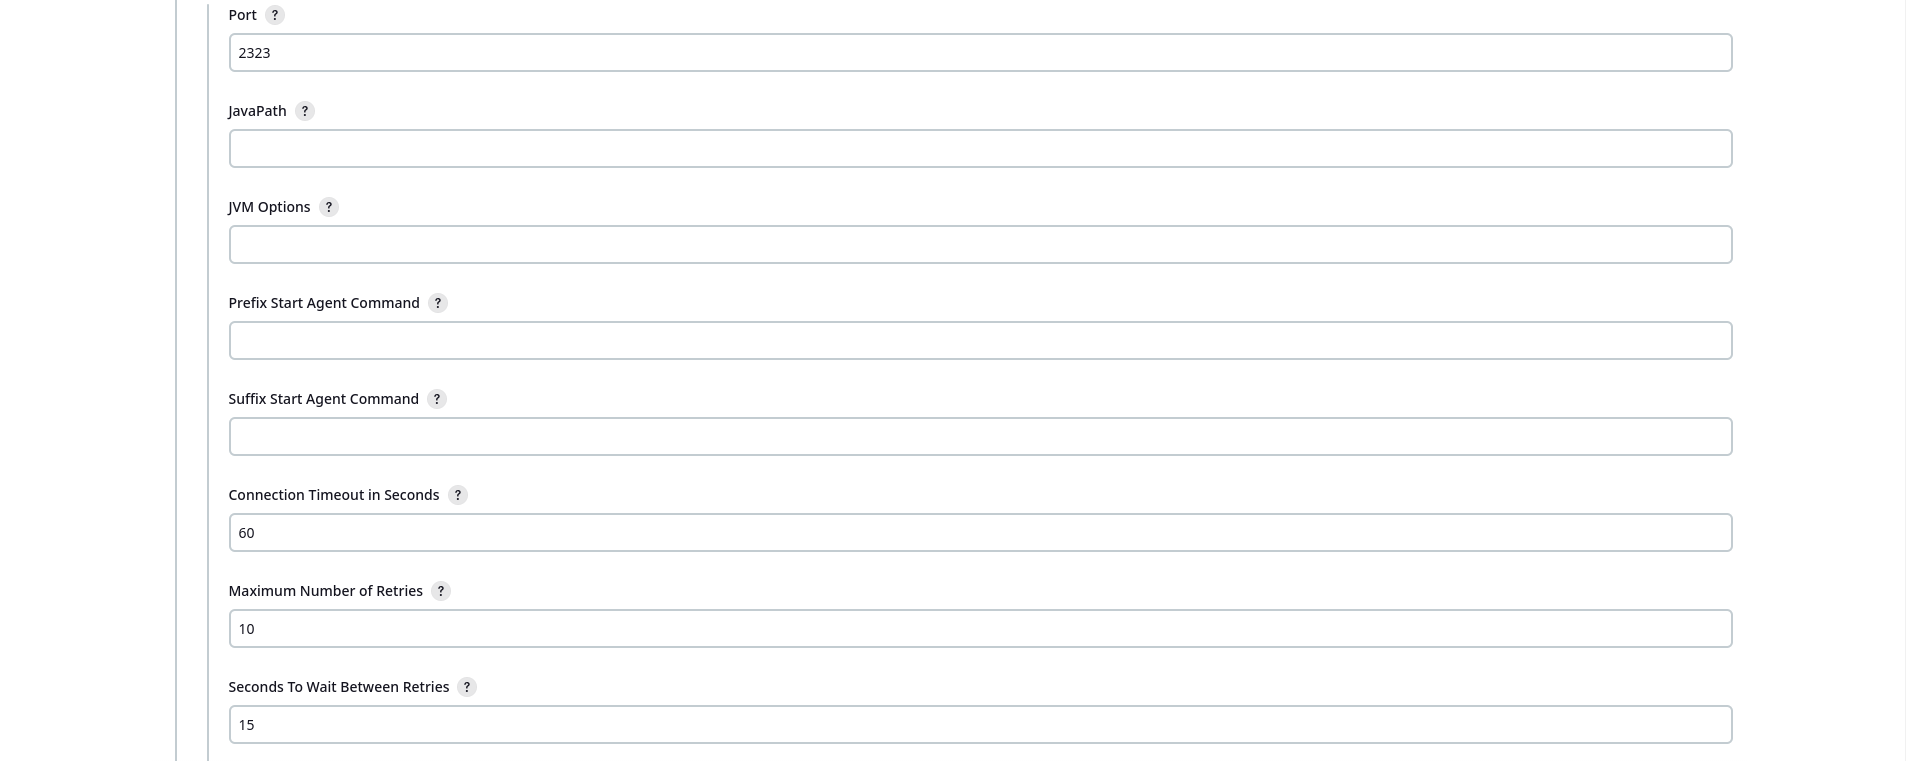 Port ?
2323
JavaPath ?
JVM Options ?
Prefix Start Agent Command ?
Suffix Start Agent Command ?
Connection Timeout in Seconds ?
60
Maximum Number of Retries ?
10
Seconds To Wait Between Retries ?
15